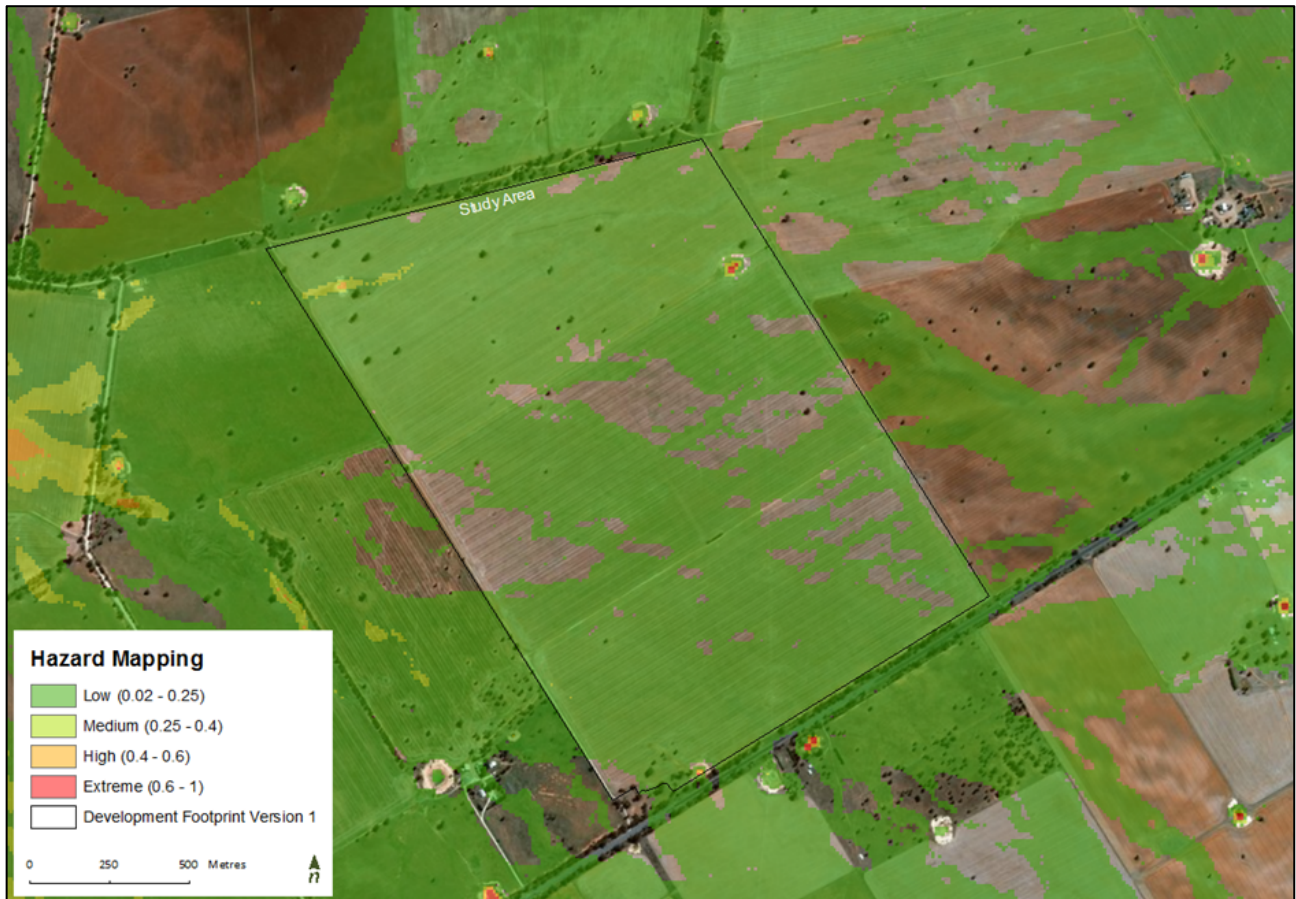 Study Area
Hazard Mapping
Low (0.02 - 0.25)
Medium (0.25 - 0.4)
High (0.4 - 0.6)
Extreme (0.6 - 1)
Development Footprint Version 1
0 250 500 Metres
n